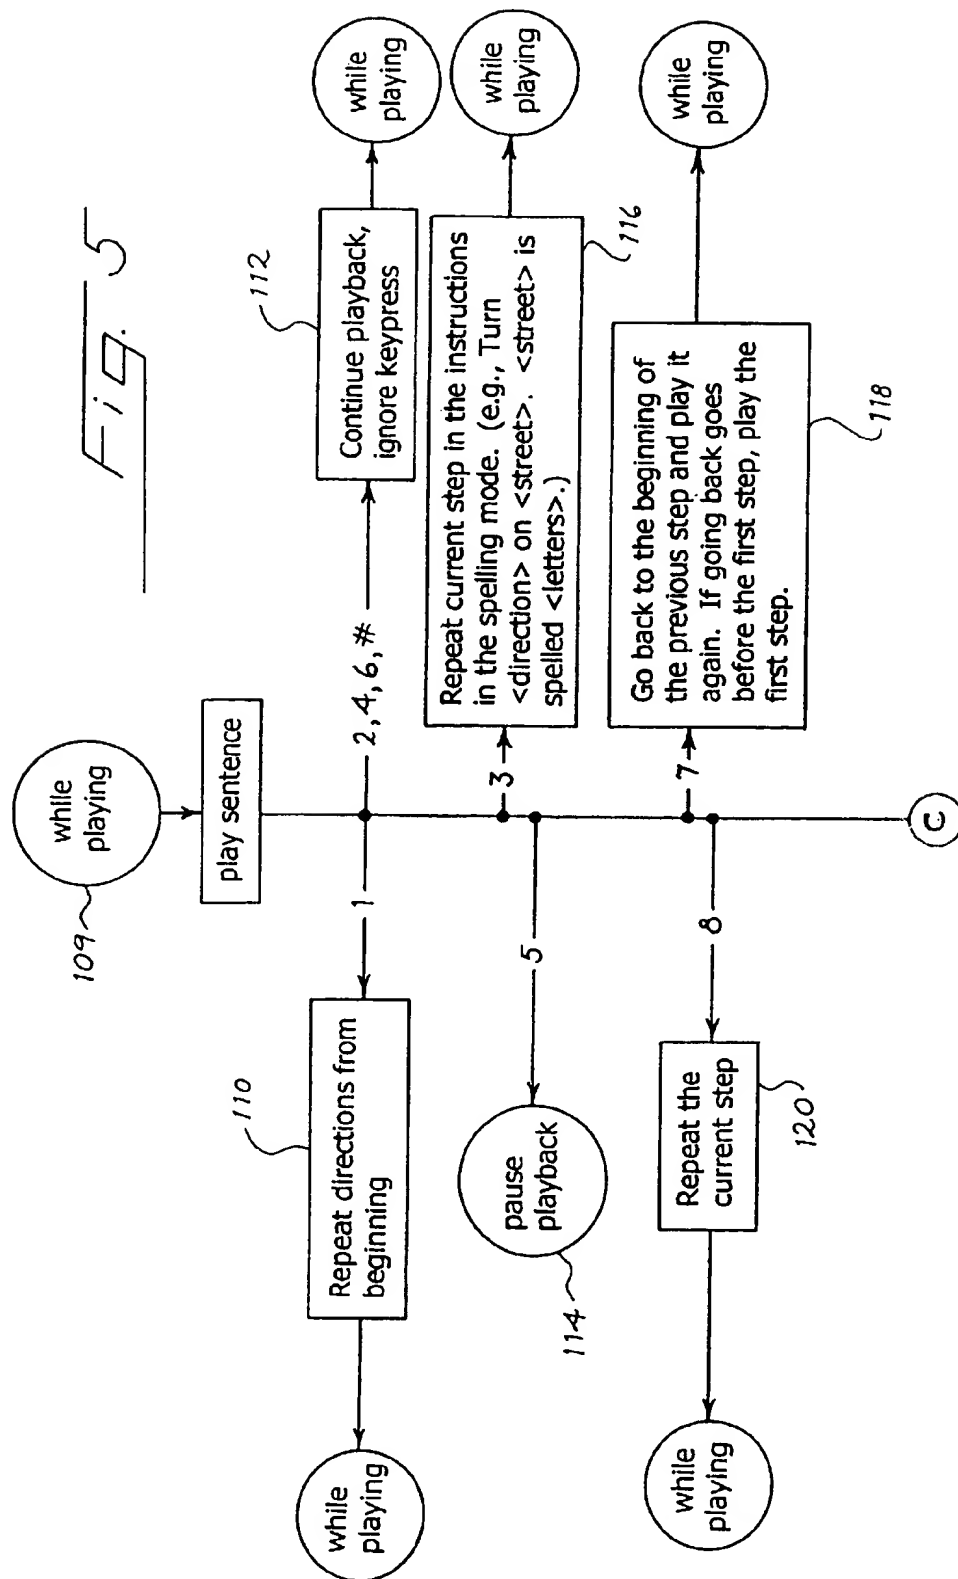 Fig. 5
while
playing
109
play sentence
1
2, 4, 6, #
110
Repeat directions from
beginning
while
playing
112
Continue playback,
ignore keypress
while
playing
3
116
Repeat current step in the instructions
in the spelling mode. (e.g., Turn
<direction> on <street>. <street> is
spelled <letters>.)
while
playing
5
114
pause
playback
7
118
Go back to the beginning of
the previous step and play it
again. If going back goes
before the first step, play the
first step.
while
playing
8
120
Repeat the
current step
while
playing
C